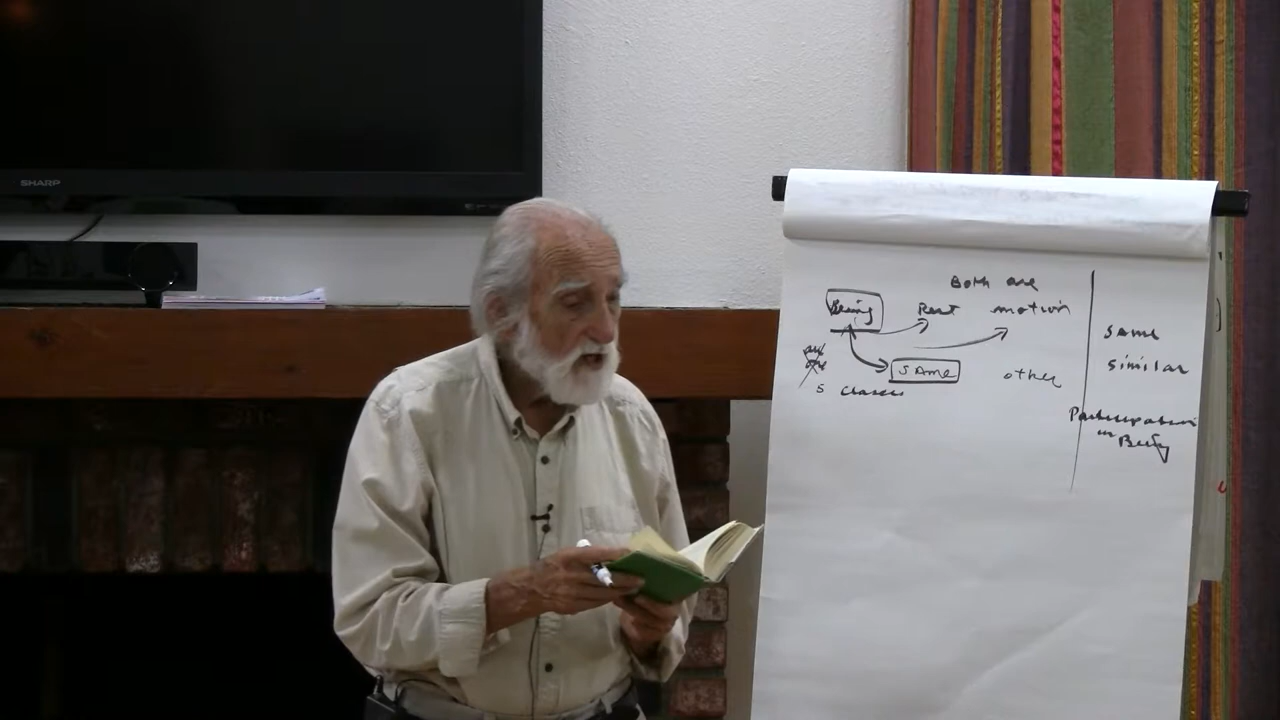 SHARP
Both are
Being Rest motion
SAME other
5 classes
SAME
Similar
Participation
in Being